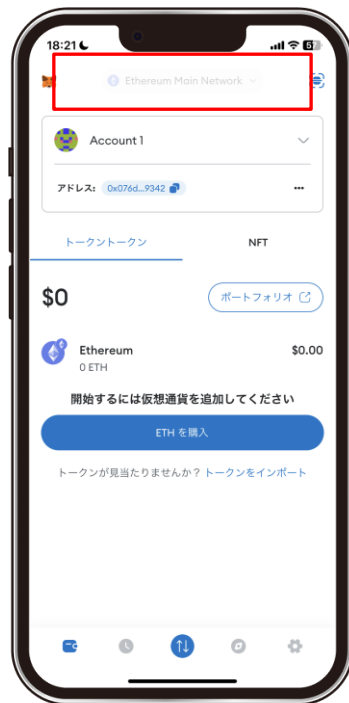 18:21
57
Ethereum Main Network
Account 1
アドレス: 0x076d...9342
トークントークン
NFT
$0
ポートフォリオ
Ethereum
$0.00
0 ETH
開始するには仮想通貨を追加してください
ETH を購入
トークンが見当たりませんか？トークンをインポート